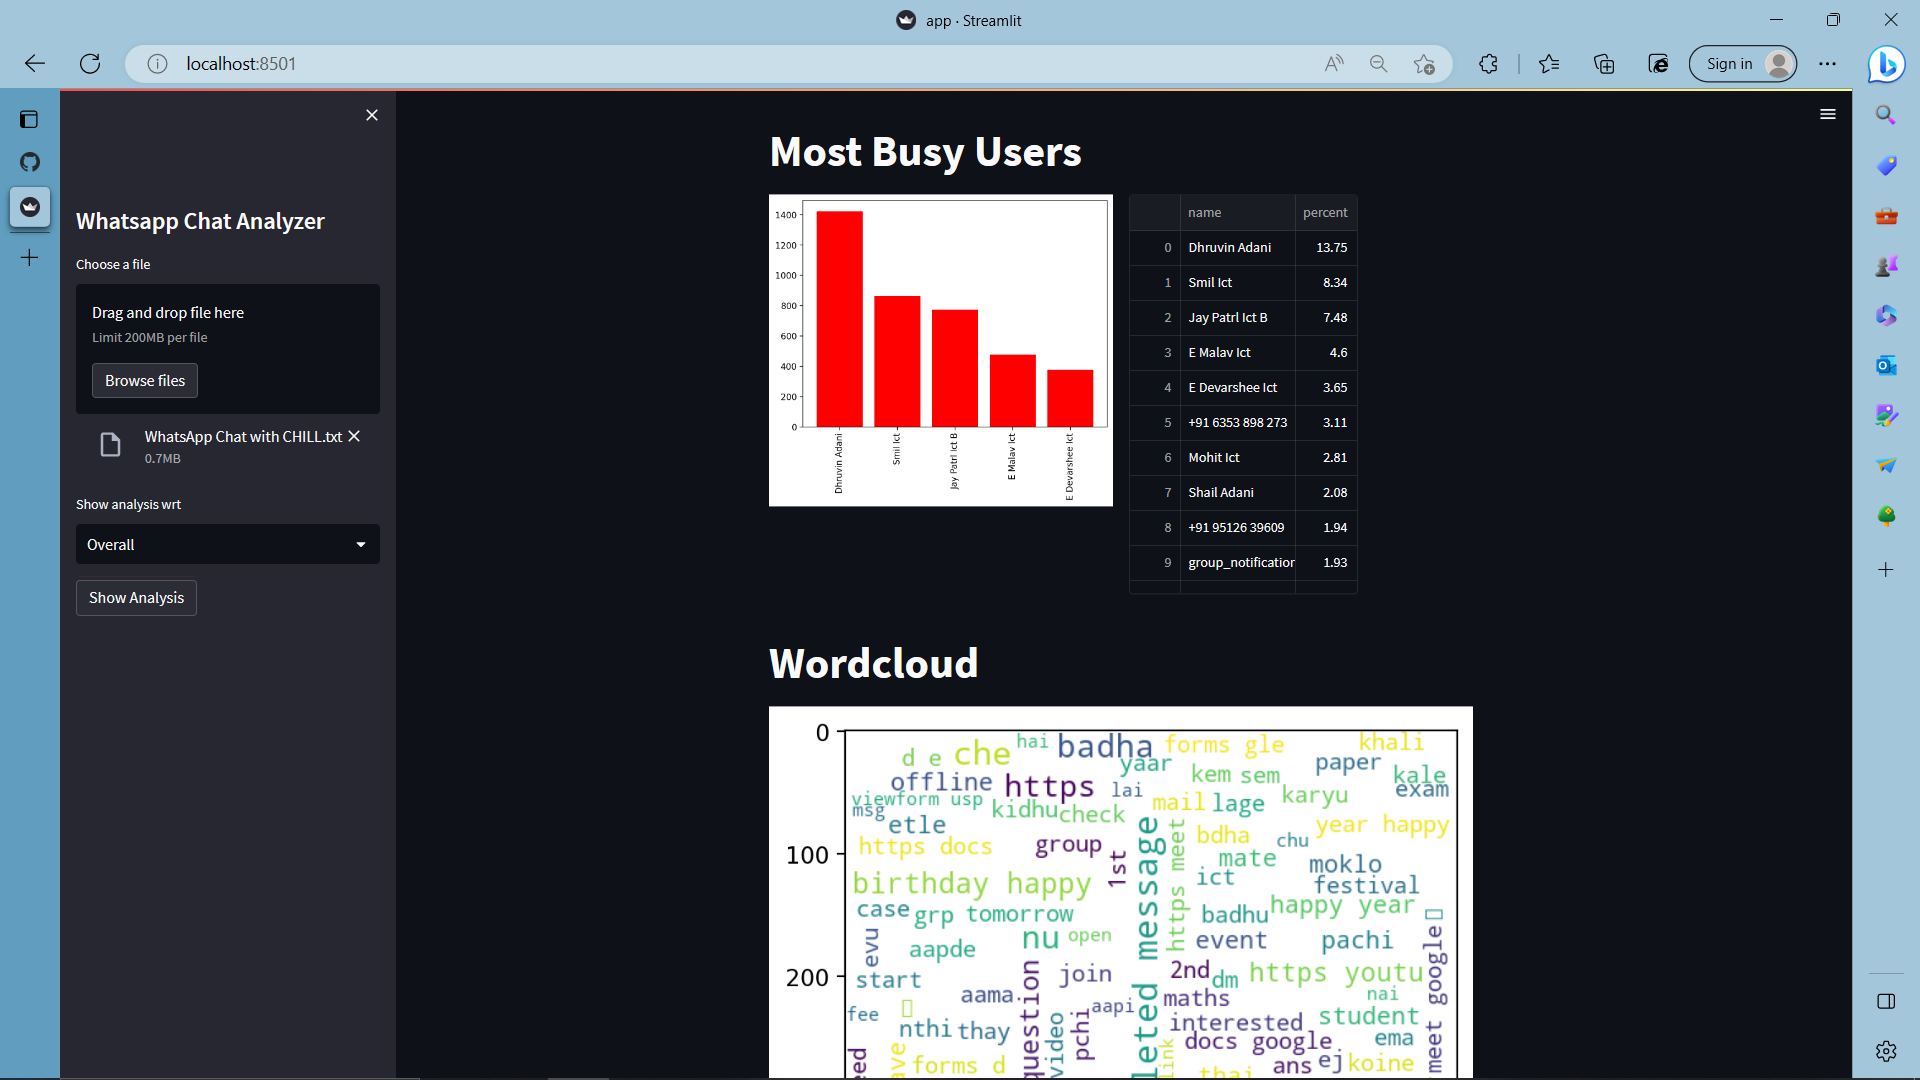 app · Streamlit
localhost:8501
Sign in
Whatsapp Chat Analyzer
Choose a file
Drag and drop file here
Limit 200MB per file
Browse files
WhatsApp Chat with CHILL.txt
0.7MB
Show analysis wrt
Overall
Show Analysis
Most Busy Users
1400
1200
1000
800
600
400
200
0
Dhruvin Adani
Smil Ict
Jay Patrl Ict B
E Malav Ict
E Devarshee Ict
name percent
0 Dhruvin Adani 13.75
1 Smil Ict 8.34
2 Jay Patrl Ict B 7.48
3 E Malav Ict 4.6
4 E Devarshee Ict 3.65
5 +91 6353 898 273 3.11
6 Mohit Ict 2.81
7 Shail Adani 2.08
8 +91 95126 39609 1.94
9 group_notification 1.93
Wordcloud
0
100
200
d e
che
hai
badha
forms gle
khali
yaar
paper
offline
https
lai
kem
sem
kale
exam
viewform usp
msg
kidhu
check
mail
lage
karyu
etle
year happy
https docs
group
1st
message
https meet
bdha
chu
mate
moklo
birthday happy
ict
festival
case
grp
tomorrow
badhu
happy year
evu
aapde
nu
open
event
pachi
meet google
start
question
join
2nd
dm
https youtu
aama
aapi
maths
nai
fee
nthi
thay
video
pchi
leted
interested
student
docs google
ema
forms d
link
ans
ej
koine
thai
eed
ave